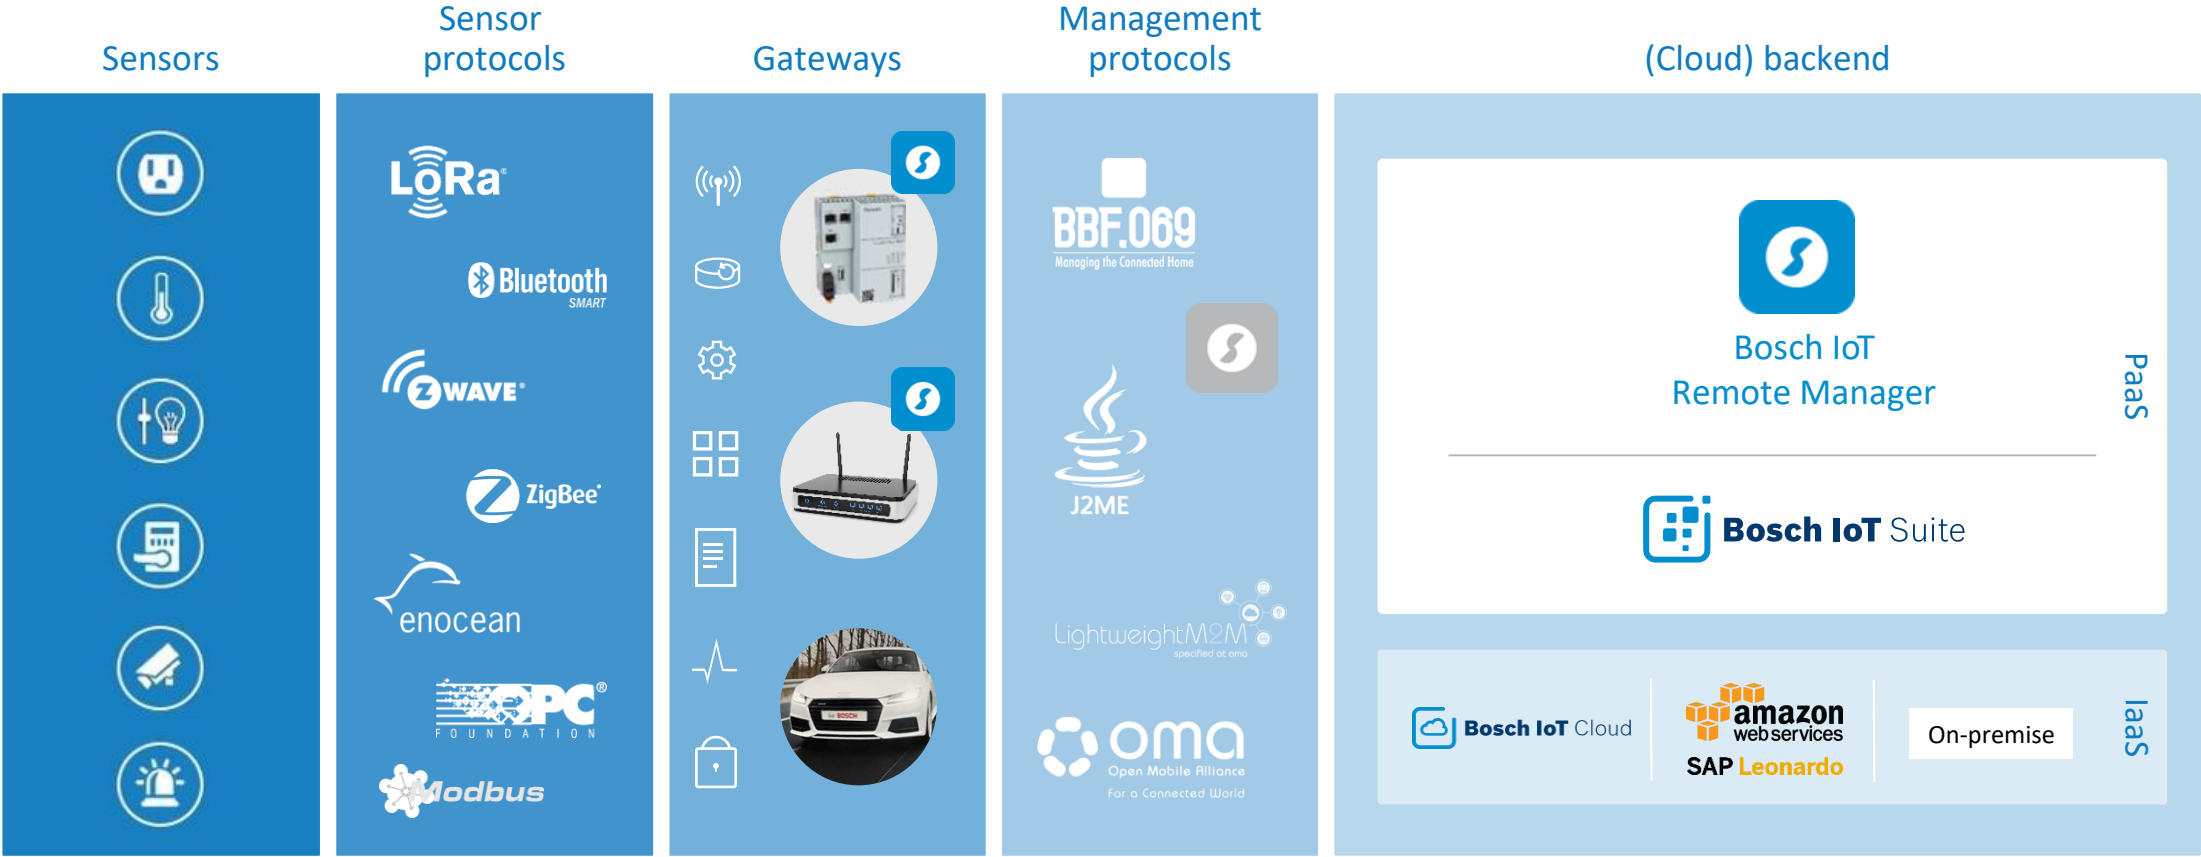 Sensors
Sensor
protocols
Gateways
Management
protocols
(Cloud) backend
LoRa®
Bluetooth
SMART
Z WAVE®
ZigBee®
enocean
OPC®
FOUNDATION
Modbus
BOSCH
BBF.069
Managing the Connected Home
J2ME
LightweightM2M
specified at oma
oma
Open Mobile Alliance
For a Connected World
Bosch IoT
Remote Manager
Bosch IoT Suite
PaaS
Bosch IoT Cloud
amazon
webservices
SAP Leonardo
On-premise
IaaS